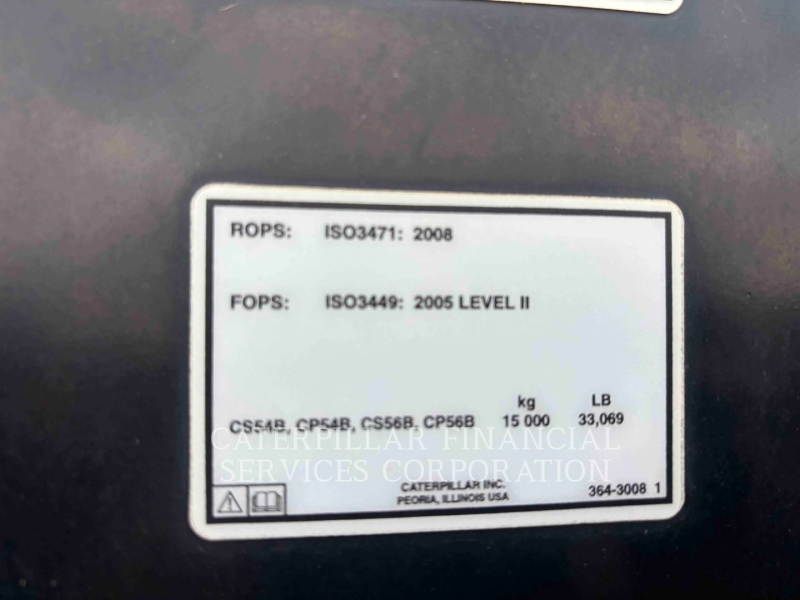 ROPS: ISO3471: 2008
FOPS: ISO3449: 2005 LEVEL II
kg LB
CS54B, CP54B, CS56B, CP56B 15 000 33,069
CATERPILLAR FINANCIAL
SERVICES CORPORATION
CATERPILLAR INC.
PEORIA, ILLINOIS USA
364-3008 1